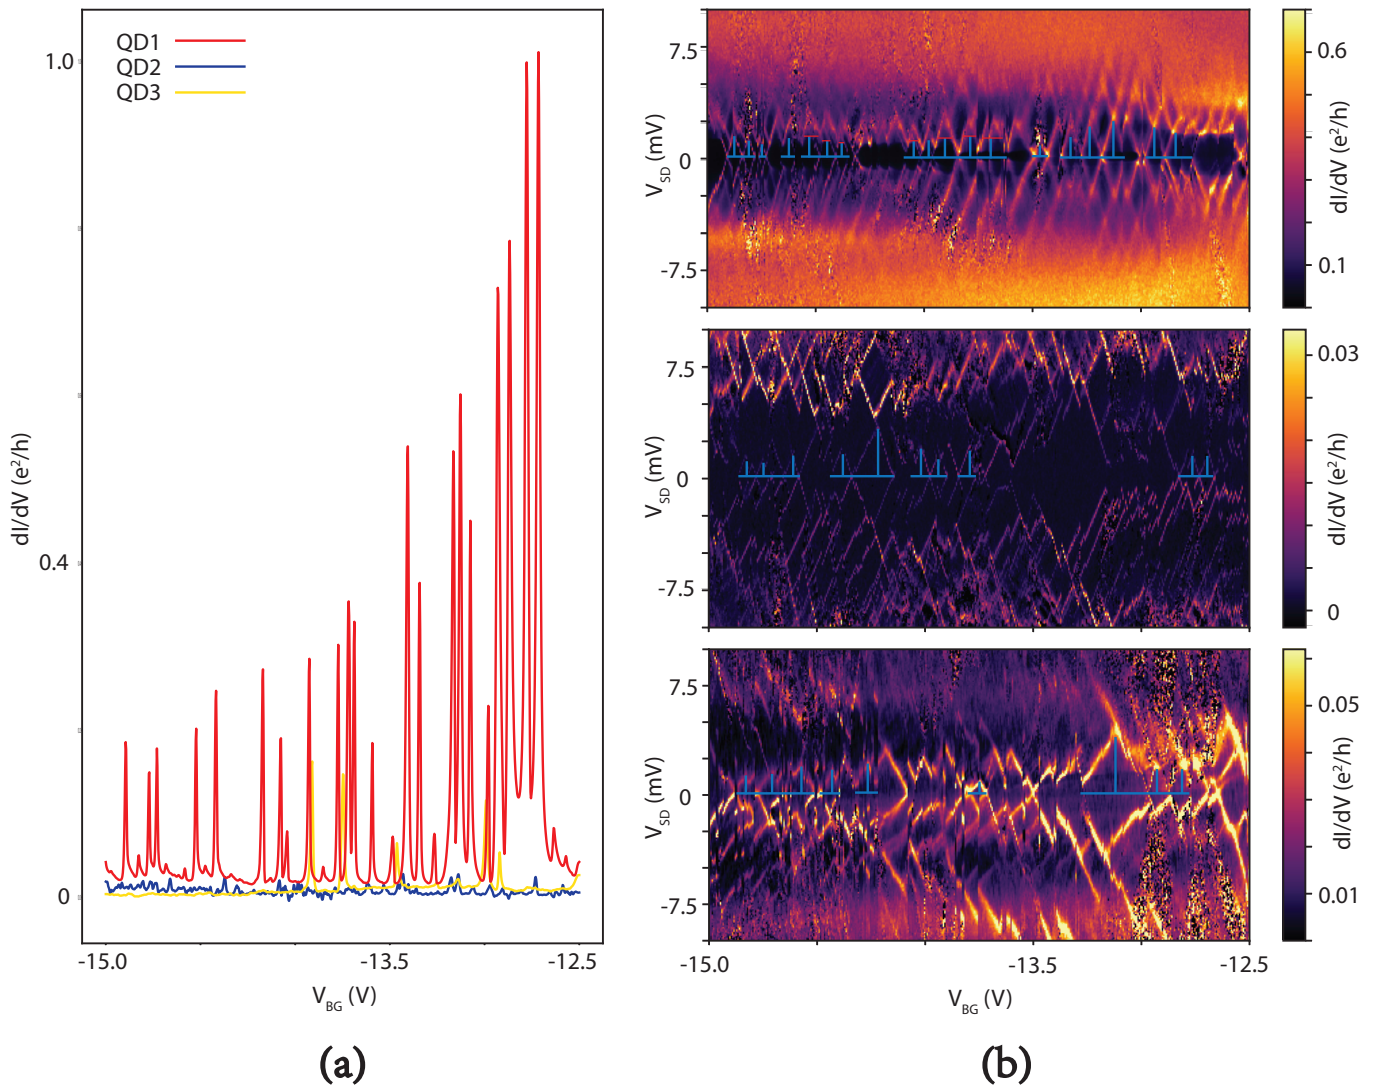 QD1
QD2
QD3
1.0
0.4
0
dI/dV (e²/h)
-15.0
-13.5
-12.5
V_BG (V)
(a)
7.5
0
-7.5
V_SD (mV)
0.6
0.1
dI/dV (e²/h)
7.5
0
-7.5
V_SD (mV)
0.03
0
dI/dV (e²/h)
7.5
0
-7.5
V_SD (mV)
0.05
0.01
dI/dV (e²/h)
-15.0
-13.5
-12.5
V_BG (V)
(b)